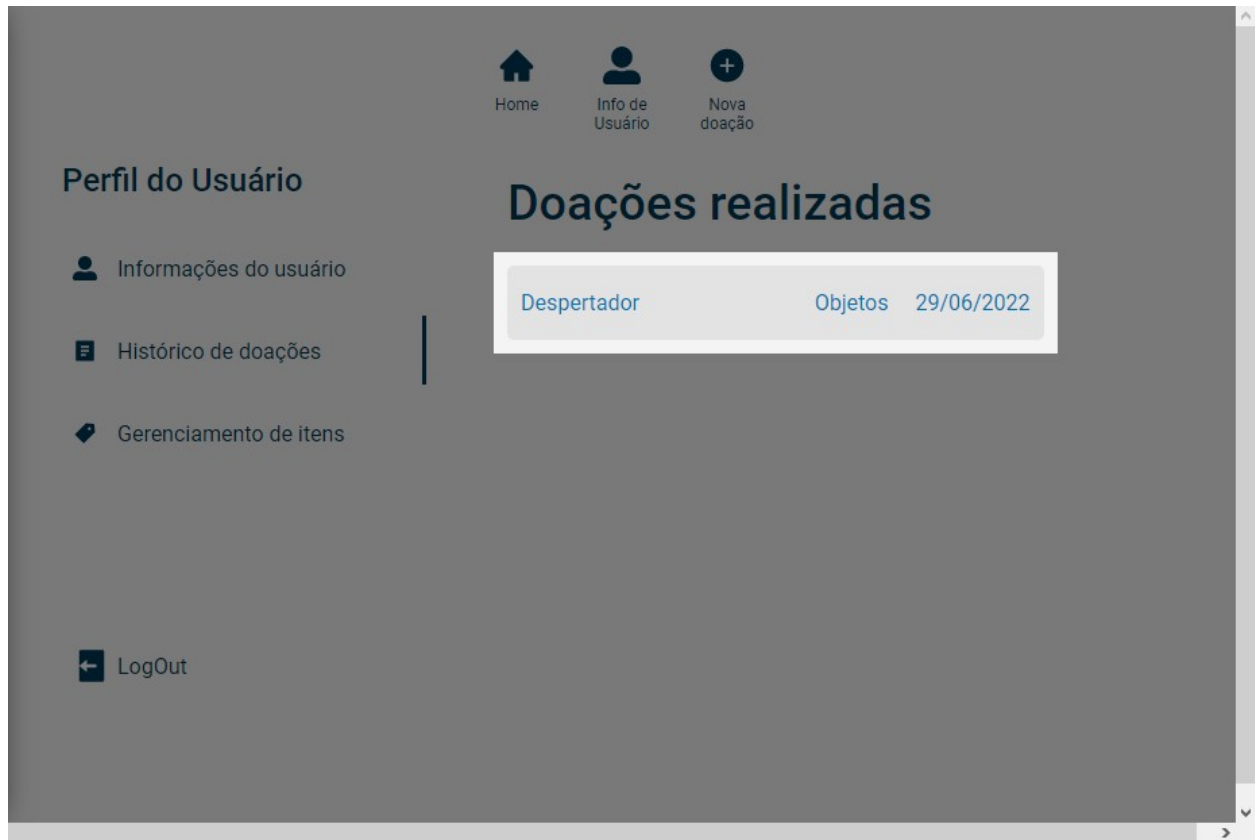 Home
Info de
Usuário
Nova
doação
Perfil do Usuário
Informações do usuário
Histórico de doações
Gerenciamento de itens
LogOut
Doações realizadas
Despertador Objetos 29/06/2022